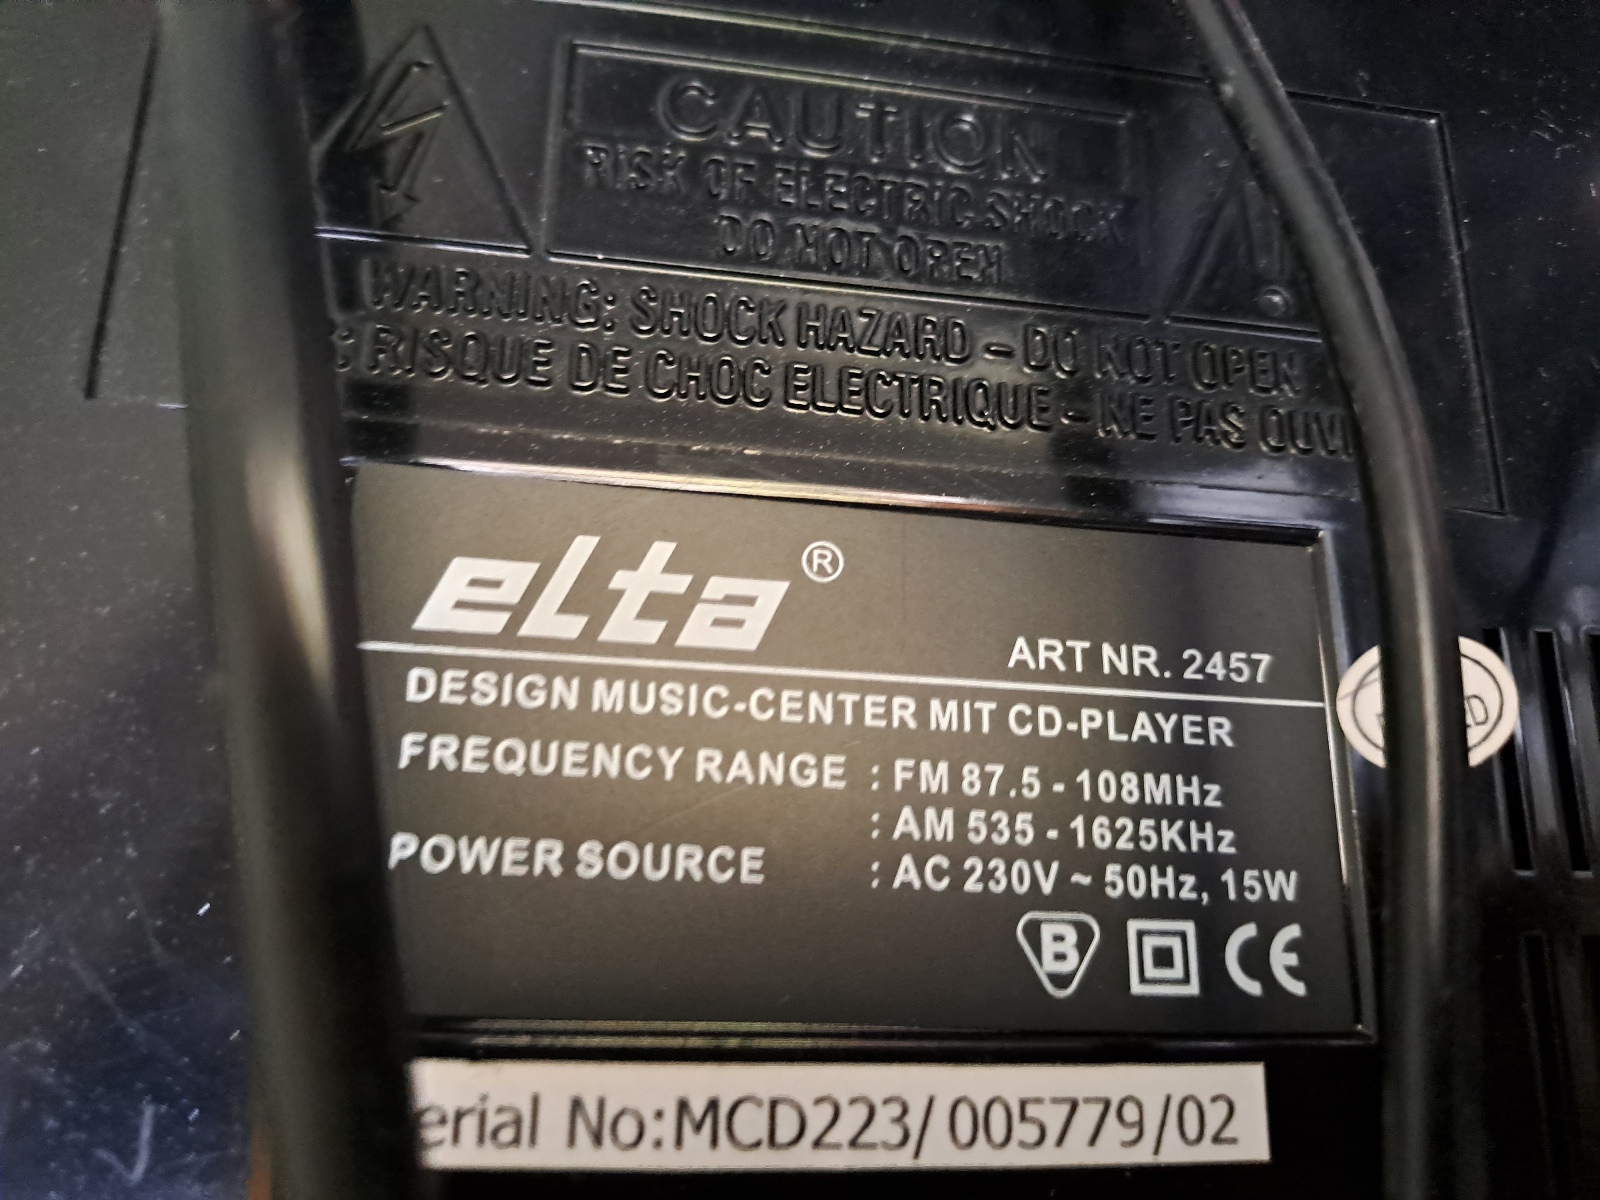 CAUTION
RISK OF ELECTRIC SHOCK
DO NOT OPEN
WARNING: SHOCK HAZARD – DO NOT OPEN
: RISQUE DE CHOC ELECTRIQUE – NE PAS OUVI
elta®
ART NR. 2457
DESIGN MUSIC-CENTER MIT CD-PLAYER
FREQUENCY RANGE : FM 87.5 - 108MHz
: AM 535 - 1625KHz
POWER SOURCE : AC 230V ~ 50Hz, 15W
B
CE
erial No:MCD223/005779/02